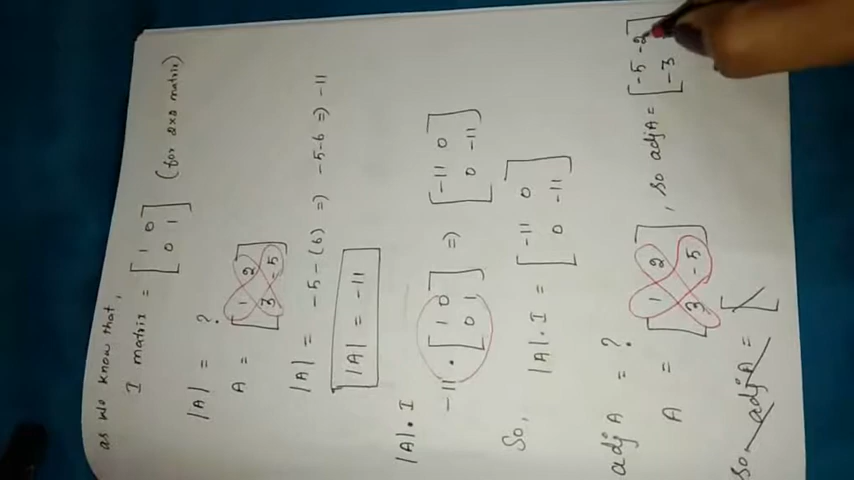 as we know that,
I matrix = [1 0 0 1] (for 2x2 matrix)
|A| = ?
A = [1 2 3 -5]
|A| = -5-(6) => -5-6 => -11
|A| = -11
|A|.I
-11 . [1 0 0 1] => [-11 0 0 -11]
So, |A|.I = [-11 0 0 -11]
adj A = ?
A = [1 2 3 -5] , so adj A = [-5 -2 -3
So adj A = [